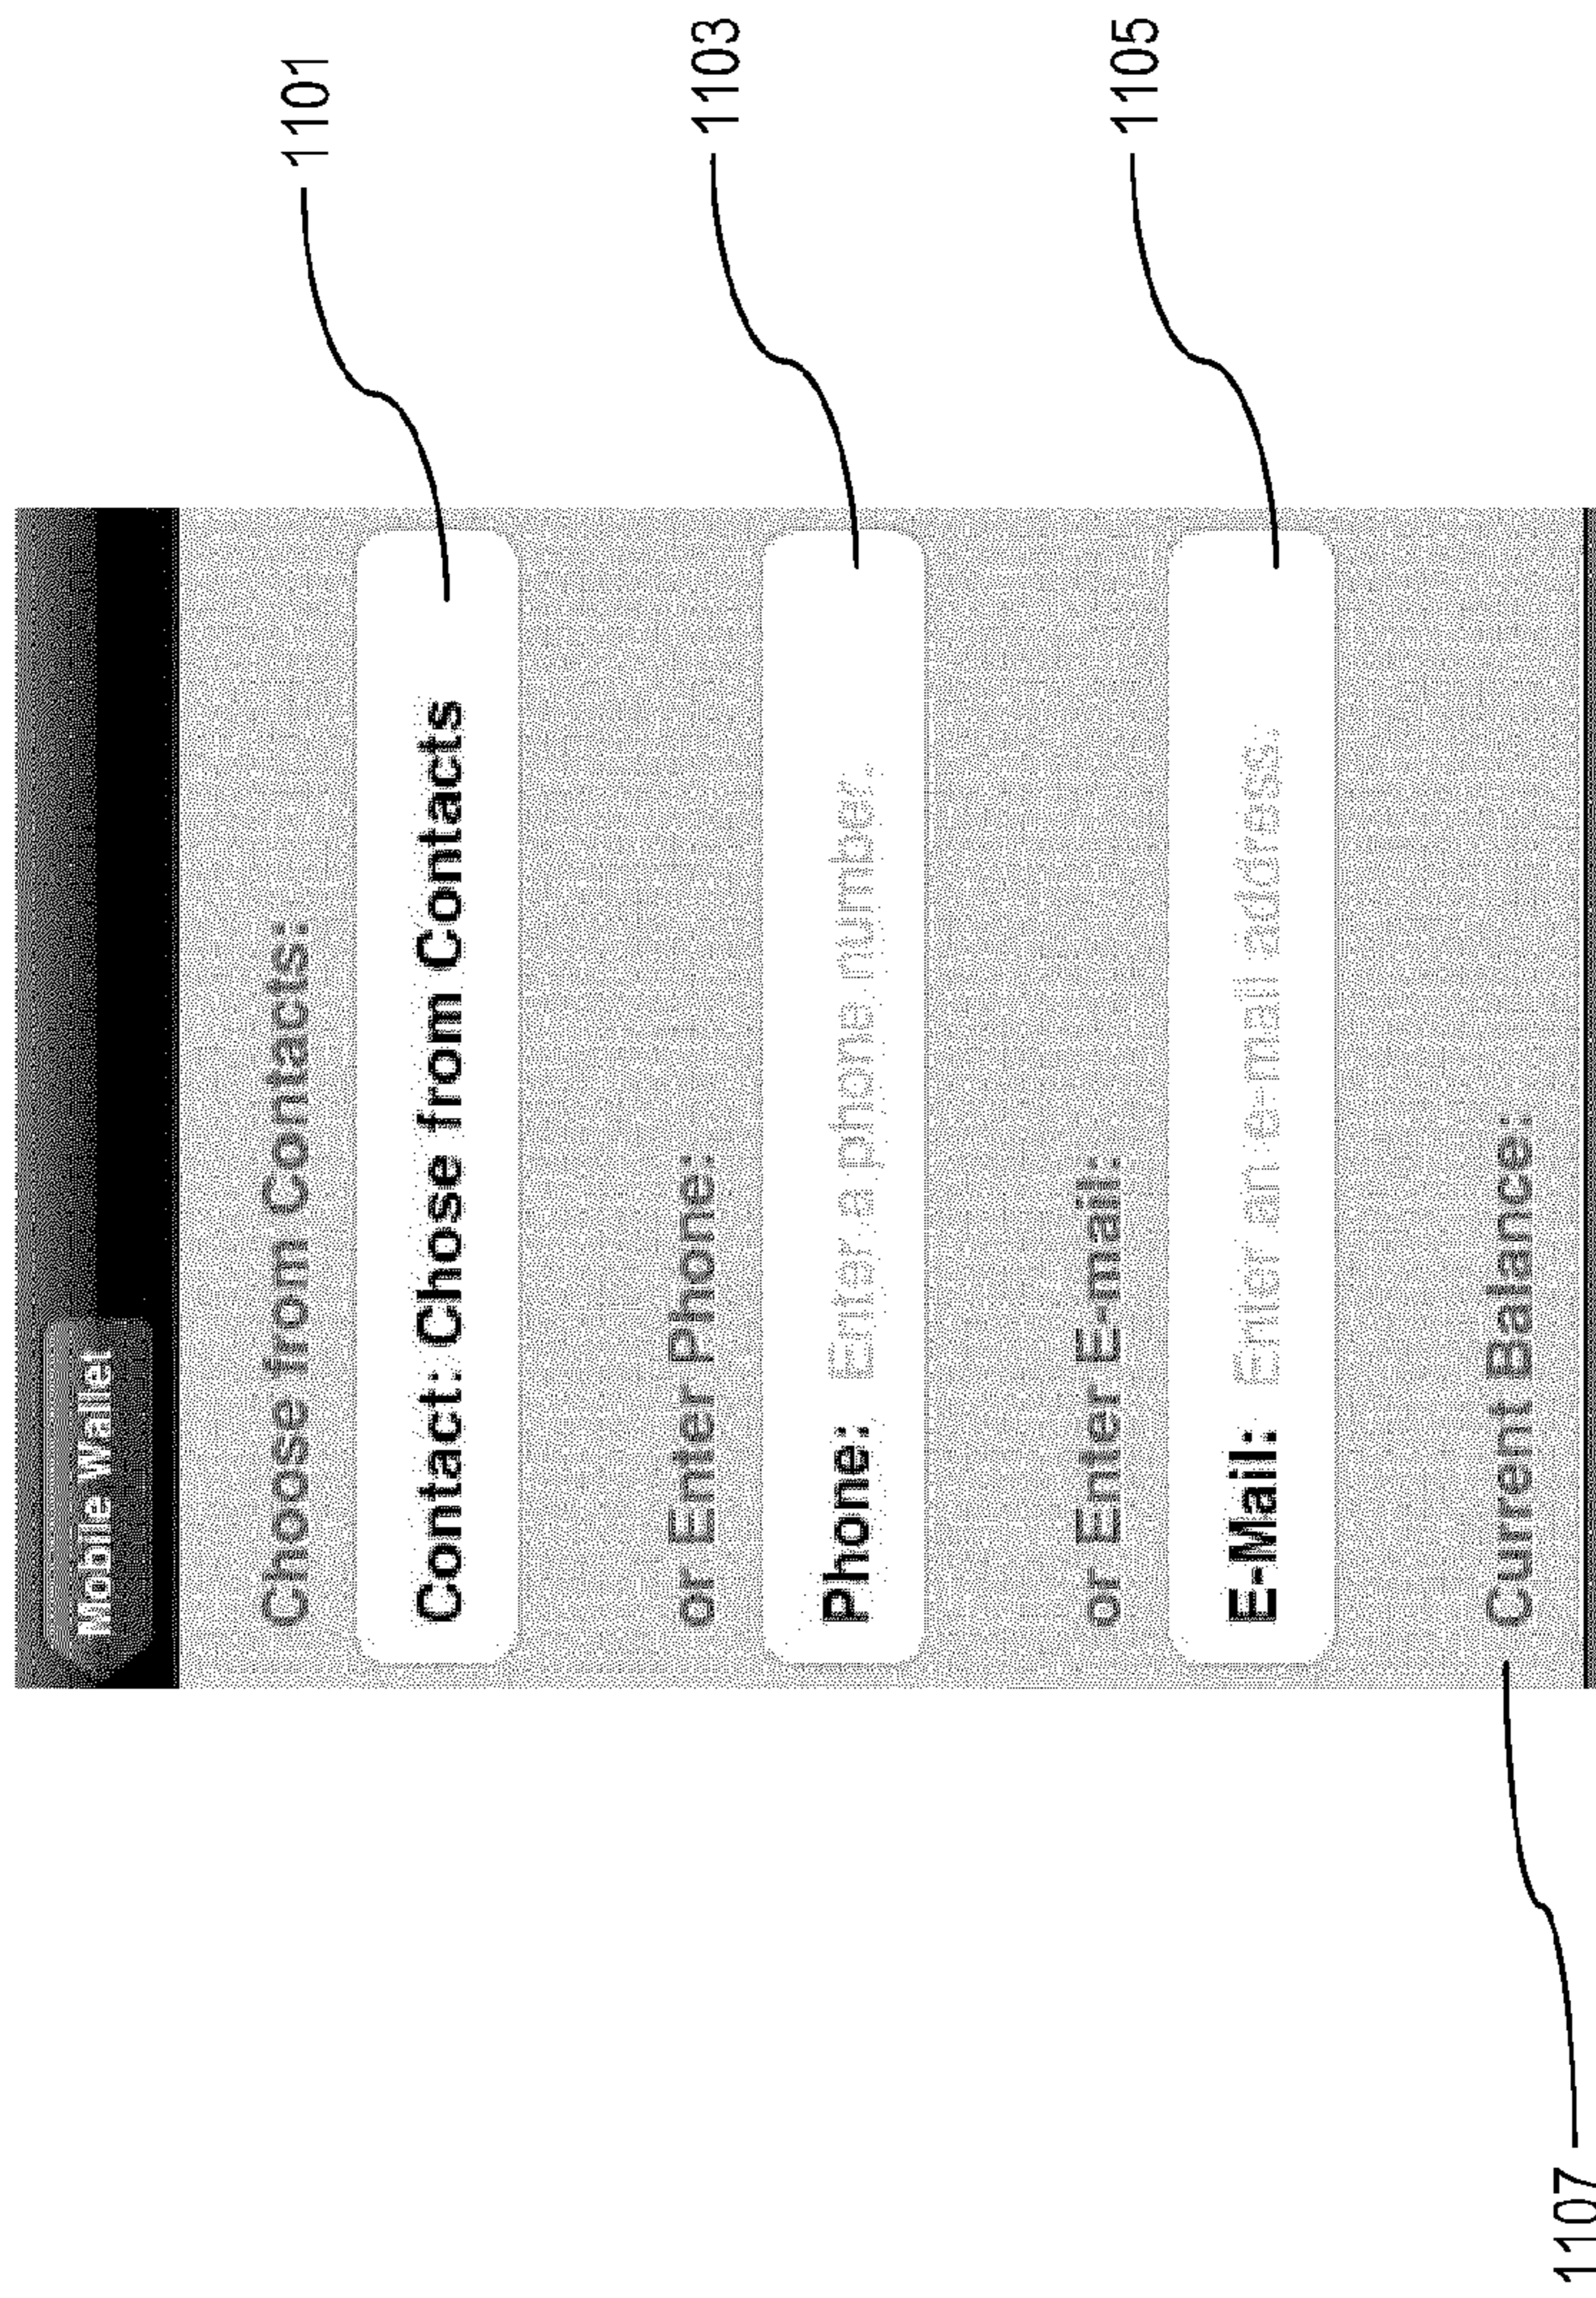 Mobile Wallet
Choose from Contacts:
1101
Contact: Chose from Contacts
or Enter Phone:
1103
Phone: Enter a phone number.
or Enter E-mail:
1105
E-Mail: Enter an e-mail address.
1107
Current Balance: